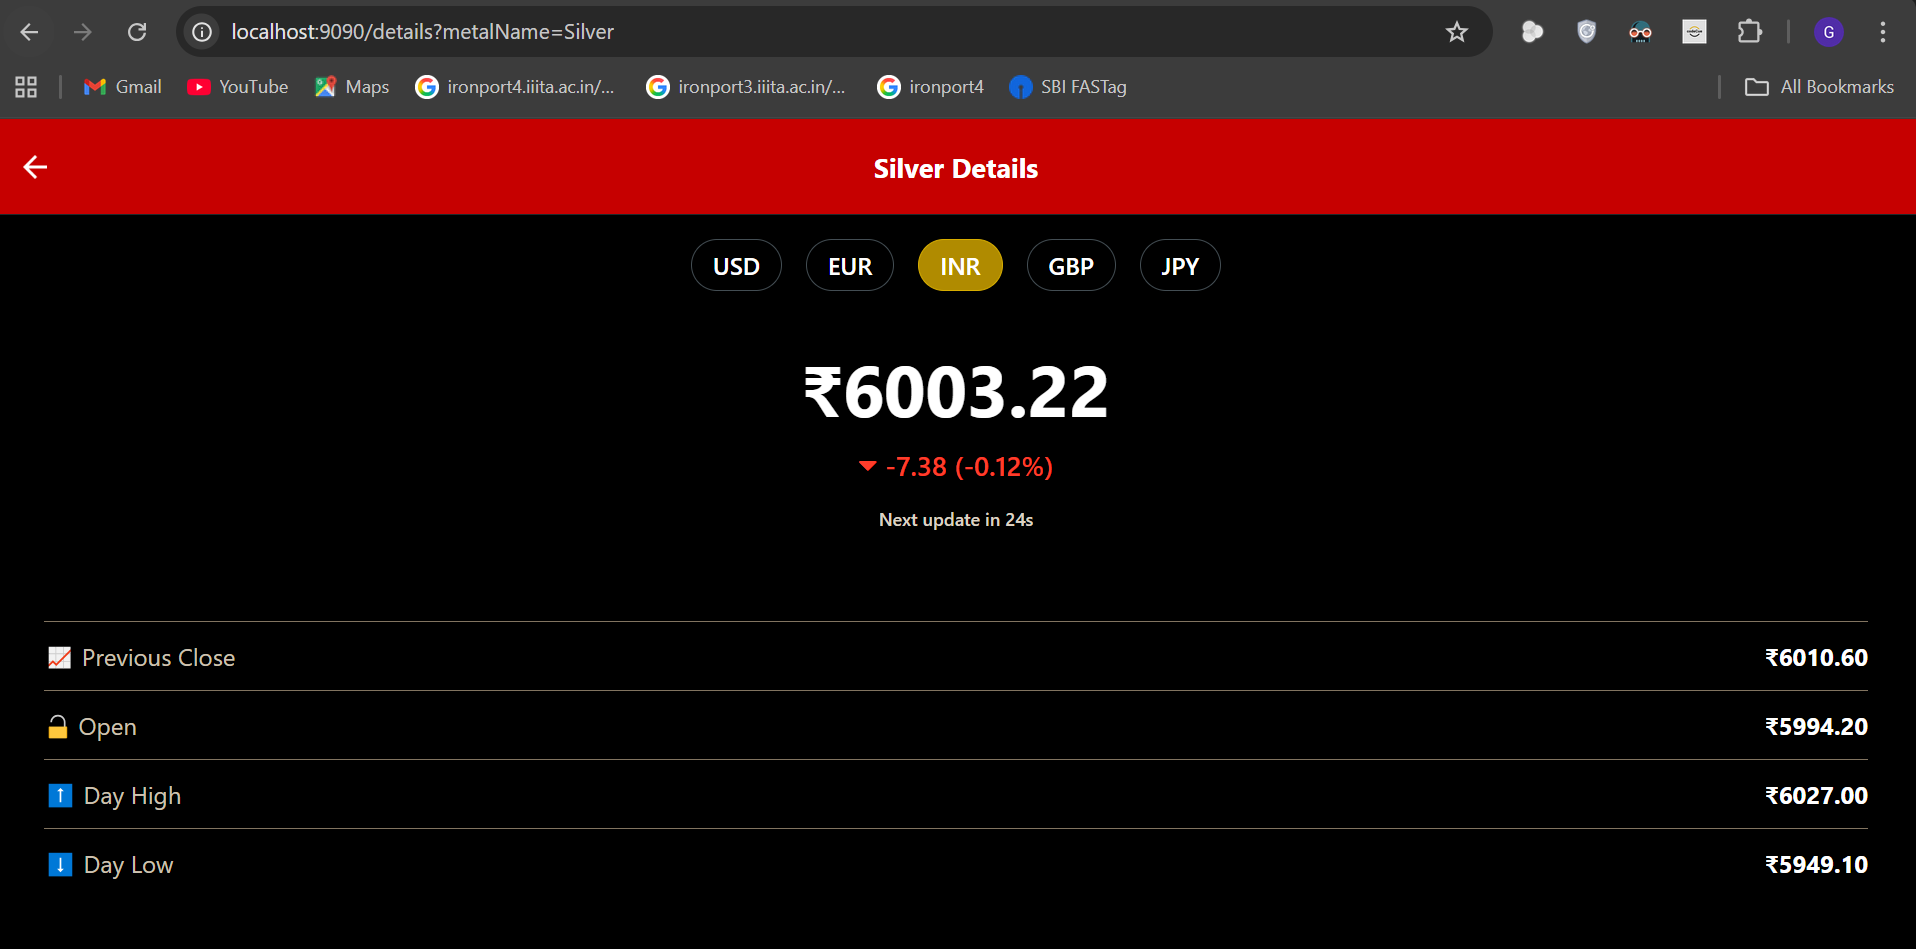 localhost:9090/details?metalName=Silver
G
Gmail YouTube Maps ironport4.iiita.ac.in/... ironport3.iiita.ac.in/... ironport4 SBI FASTag All Bookmarks
Silver Details
USD EUR INR GBP JPY
₹6003.22
-7.38 (-0.12%)
Next update in 24s
Previous Close ₹6010.60
Open ₹5994.20
Day High ₹6027.00
Day Low ₹5949.10